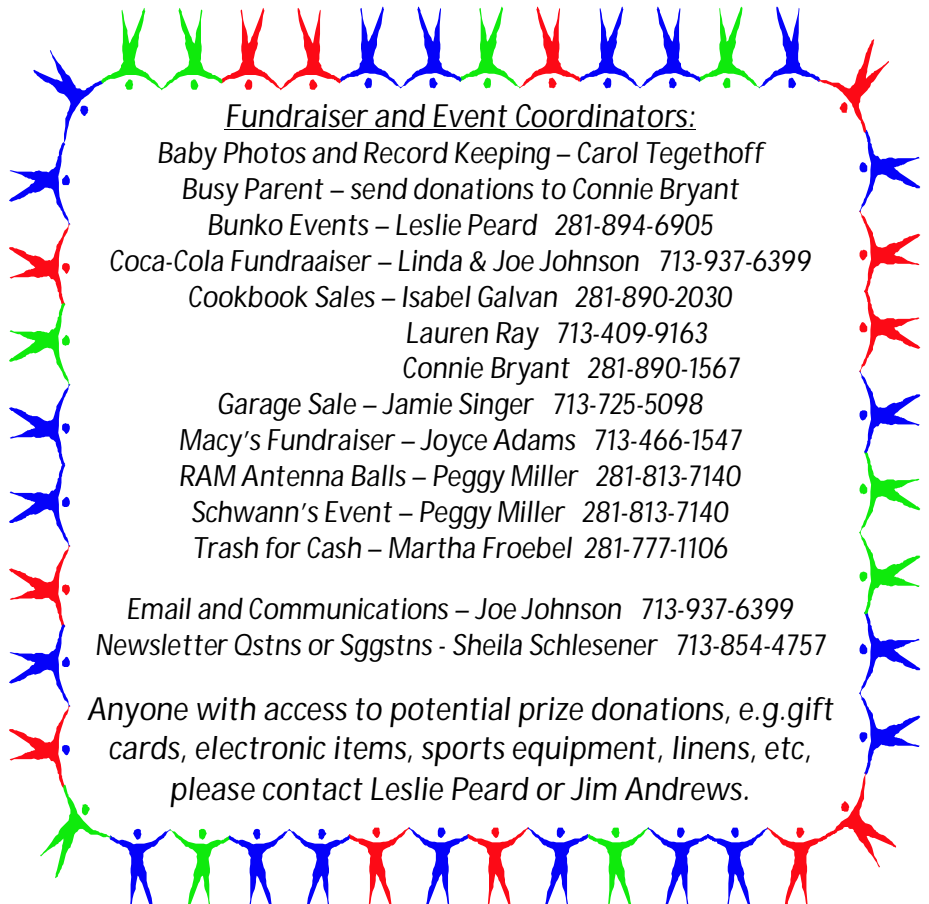 Fundraiser and Event Coordinators:
Baby Photos and Record Keeping – Carol Tegethoff
Busy Parent – send donations to Connie Bryant
Bunko Events – Leslie Peard 281-894-6905
Coca-Cola Fundraaiser – Linda & Joe Johnson 713-937-6399
Cookbook Sales – Isabel Galvan 281-890-2030
Lauren Ray 713-409-9163
Connie Bryant 281-890-1567
Garage Sale – Jamie Singer 713-725-5098
Macy's Fundraiser – Joyce Adams 713-466-1547
RAM Antenna Balls – Peggy Miller 281-813-7140
Schwann's Event – Peggy Miller 281-813-7140
Trash for Cash – Martha Froebel 281-777-1106
Email and Communications – Joe Johnson 713-937-6399
Newsletter Qstns or Sggstns - Sheila Schlesener 713-854-4757
Anyone with access to potential prize donations, e.g.gift
cards, electronic items, sports equipment, linens, etc,
please contact Leslie Peard or Jim Andrews.